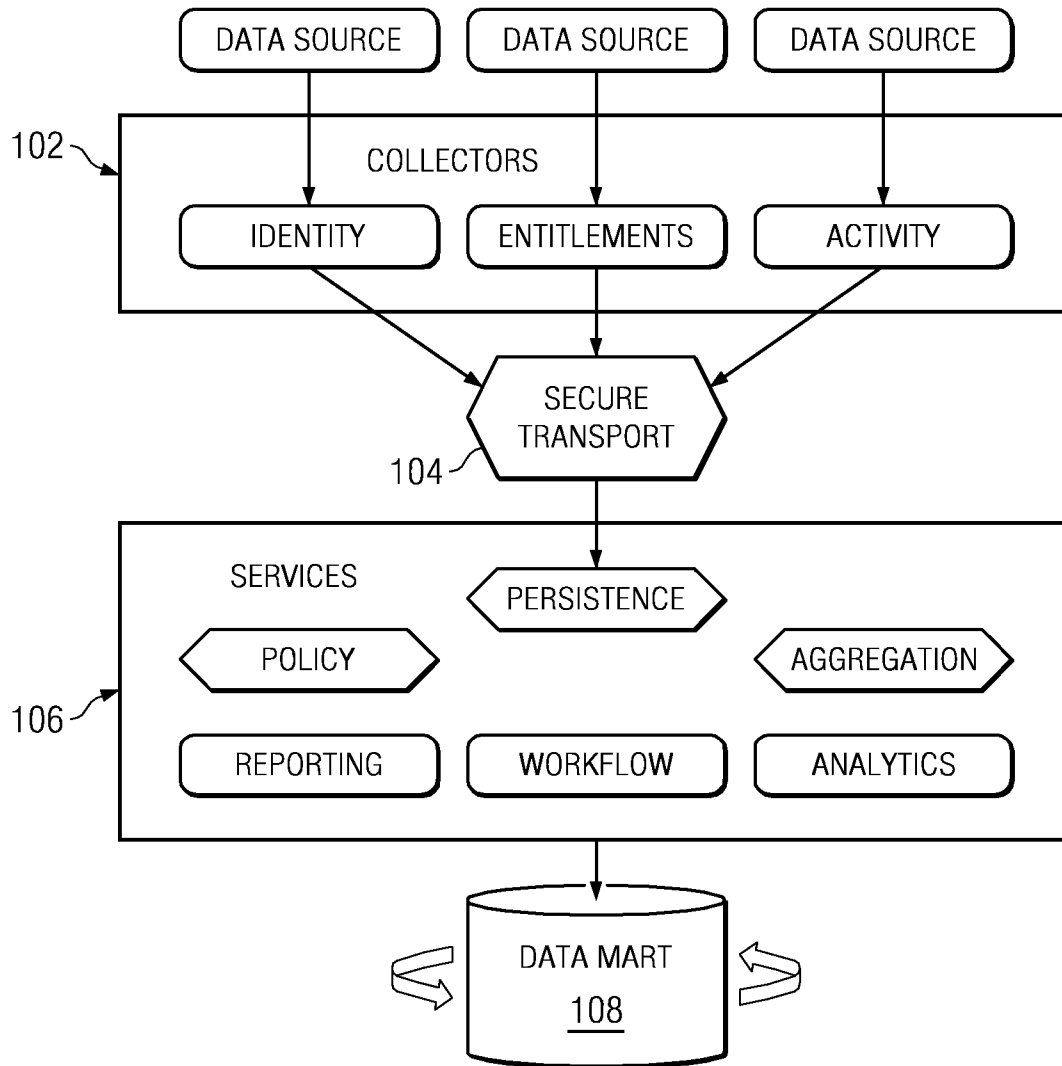 DATA SOURCE
DATA SOURCE
DATA SOURCE
102
COLLECTORS
IDENTITY
ENTITLEMENTS
ACTIVITY
SECURE
TRANSPORT
104
SERVICES
PERSISTENCE
POLICY
AGGREGATION
106
REPORTING
WORKFLOW
ANALYTICS
DATA MART
108